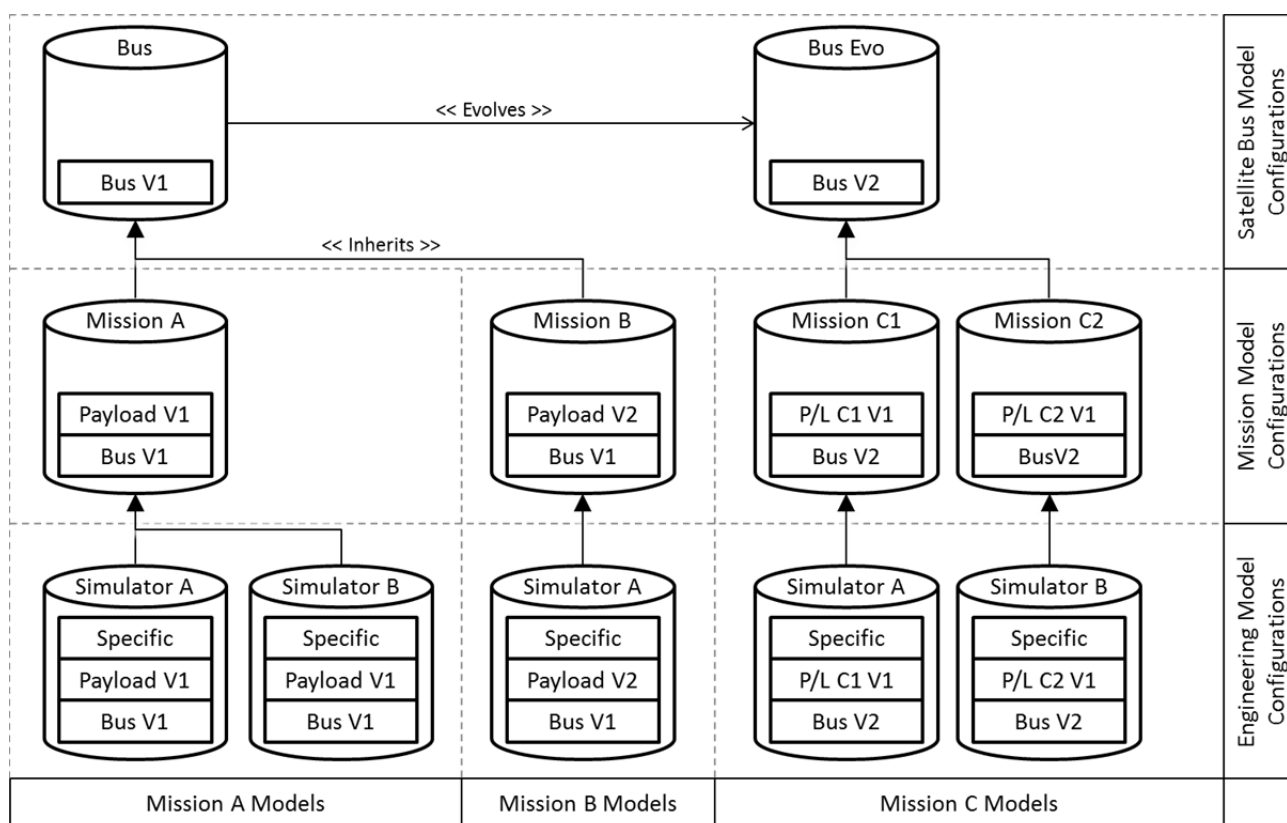 Bus
Bus Evo
<< Evolves >>
Bus V1
Bus V2
Satellite Bus Model
Configurations
<< Inherits >>
Mission A
Mission B
Mission C1
Mission C2
Payload V1
Payload V2
P/L C1 V1
P/L C2 V1
Bus V1
Bus V1
Bus V2
BusV2
Mission Model
Configurations
Simulator A
Simulator B
Simulator A
Simulator A
Simulator B
Specific
Specific
Specific
Specific
Specific
Payload V1
Payload V1
Payload V2
P/L C1 V1
P/L C2 V1
Bus V1
Bus V1
Bus V1
Bus V2
Bus V2
Engineering Model
Configurations
Mission A Models
Mission B Models
Mission C Models